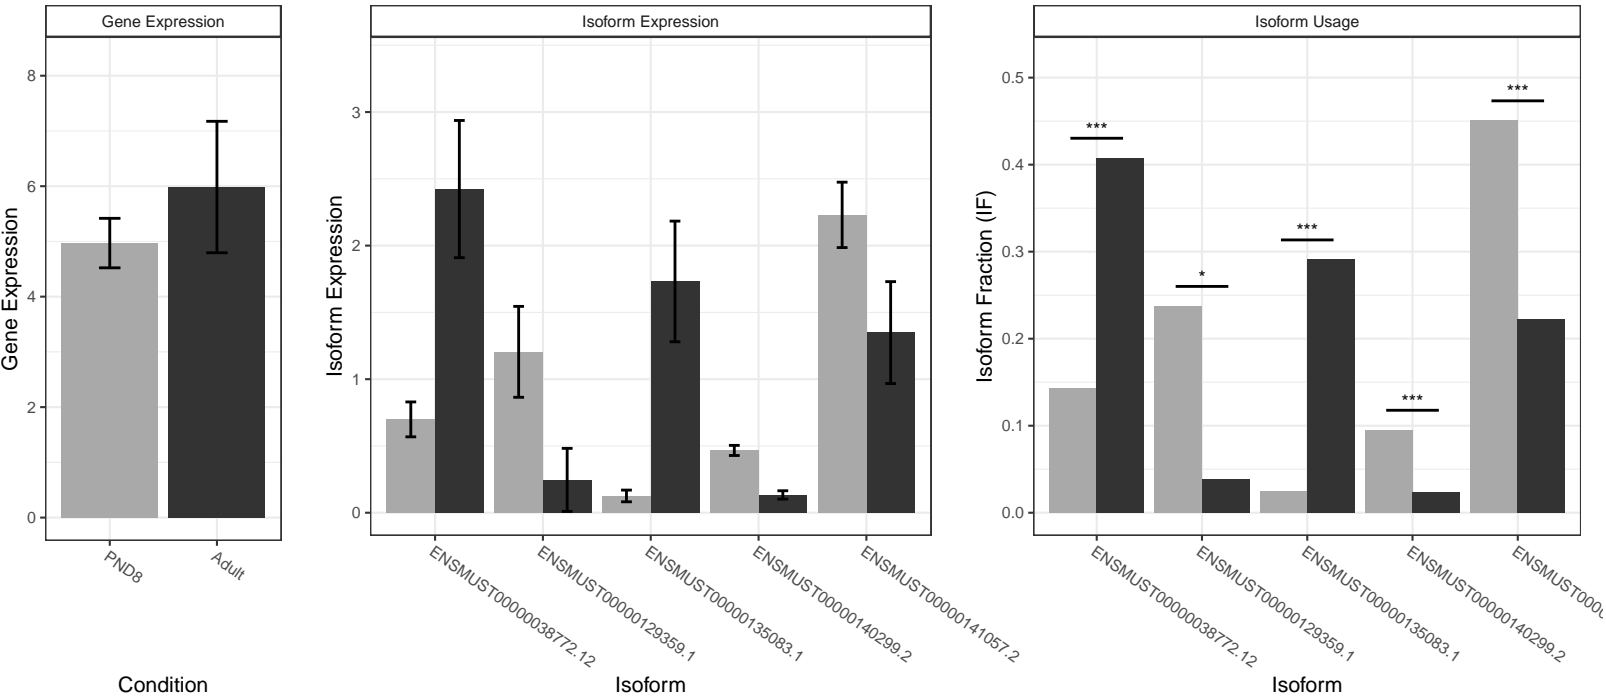 Gene Expression
Isoform Expression
Isoform Usage
Gene Expression
8
6
4
2
0
PND8
Adult
Condition
Isoform Expression
3
2
1
0
ENSMUST00000038772.12
ENSMUST00000129359.1
ENSMUST00000135083.1
ENSMUST00000140299.2
ENSMUST00000141057.2
Isoform
Isoform Fraction (IF)
0.5
0.4
0.3
0.2
0.1
0.0
***
*
***
***
***
ENSMUST00000038772.12
ENSMUST00000129359.1
ENSMUST00000135083.1
ENSMUST00000140299.2
Isoform